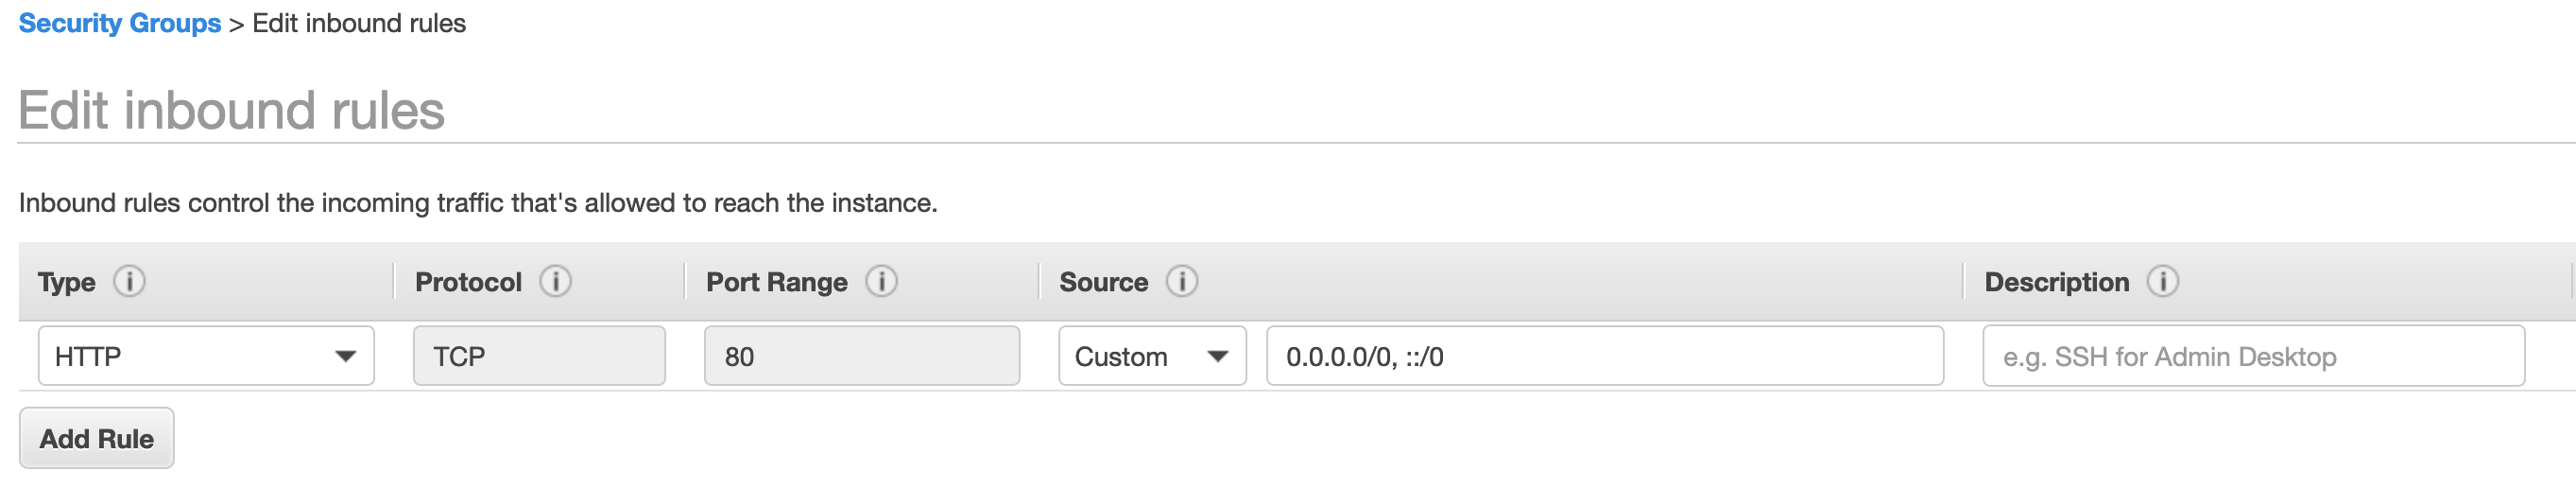 Security Groups > Edit inbound rules
Edit inbound rules
Inbound rules control the incoming traffic that's allowed to reach the instance.
Type i Protocol i Port Range i Source i Description i
HTTP TCP 80 Custom 0.0.0.0/0, ::/0 e.g. SSH for Admin Desktop
Add Rule